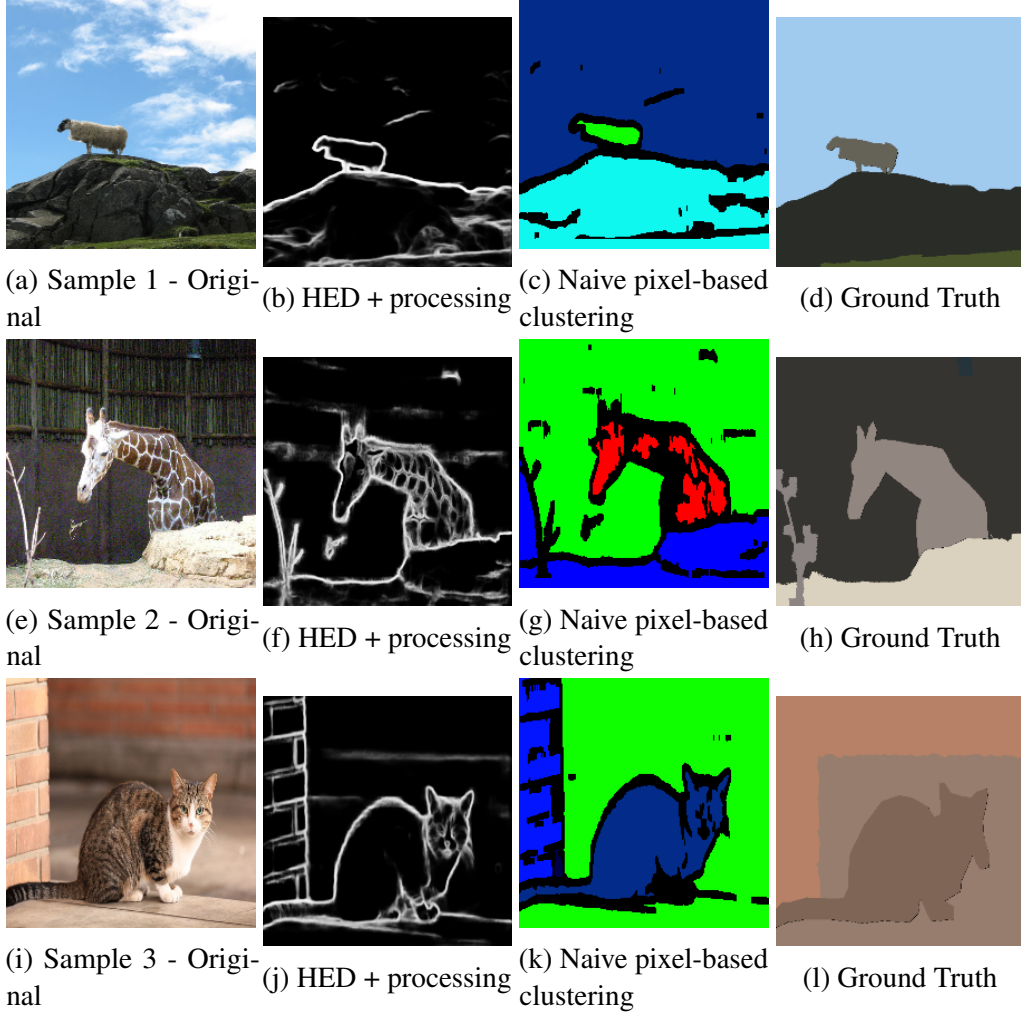 (a) Sample 1 - Origi-
nal
(b) HED + processing
(c) Naive pixel-based
clustering
(d) Ground Truth
(e) Sample 2 - Origi-
nal
(f) HED + processing
(g) Naive pixel-based
clustering
(h) Ground Truth
(i) Sample 3 - Origi-
nal
(j) HED + processing
(k) Naive pixel-based
clustering
(l) Ground Truth